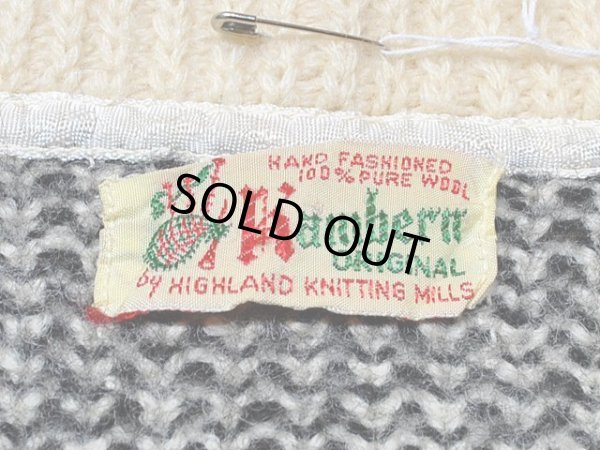 HAND FASHIONED
100% PURE WOOL
SOLD OUT
ORIGINAL
by HIGHLAND KNITTING MILLS